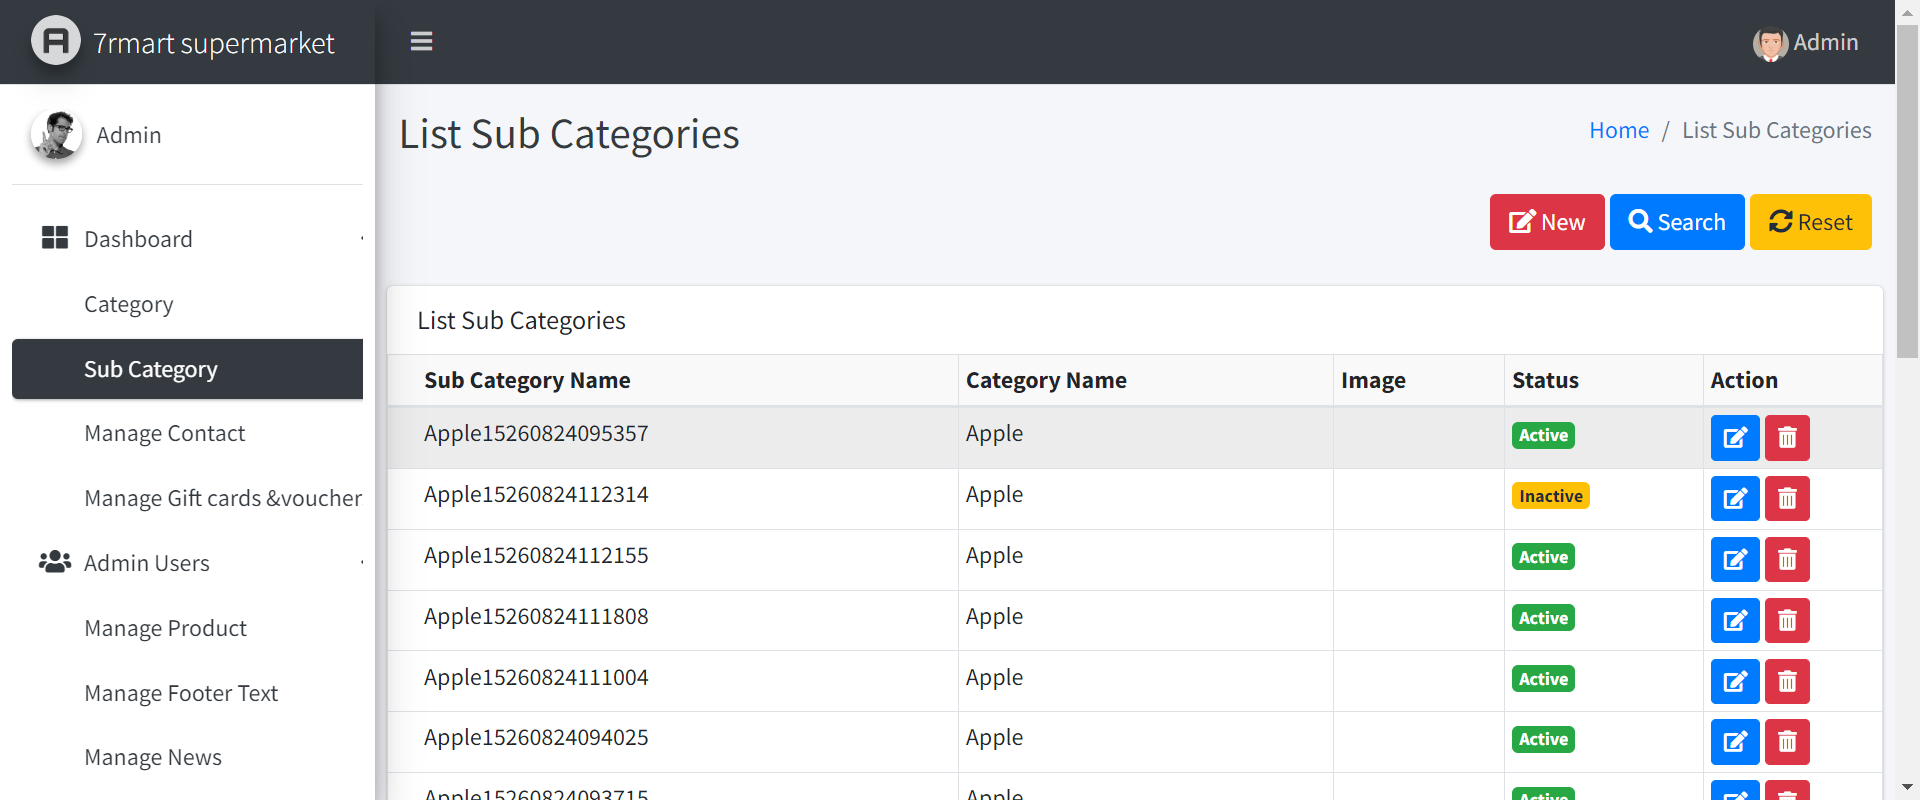 7rmart supermarket
Admin
Admin
List Sub Categories
Home / List Sub Categories
New
Search
Reset
Dashboard
Category
Sub Category
Manage Contact
Manage Gift cards &voucher
Admin Users
Manage Product
Manage Footer Text
Manage News
List Sub Categories
Sub Category Name Category Name Image Status Action
Apple15260824095357 Apple Active
Apple15260824112314 Apple Inactive
Apple15260824112155 Apple Active
Apple15260824111808 Apple Active
Apple15260824111004 Apple Active
Apple15260824094025 Apple Active
Apple15260824093715 Apple Active